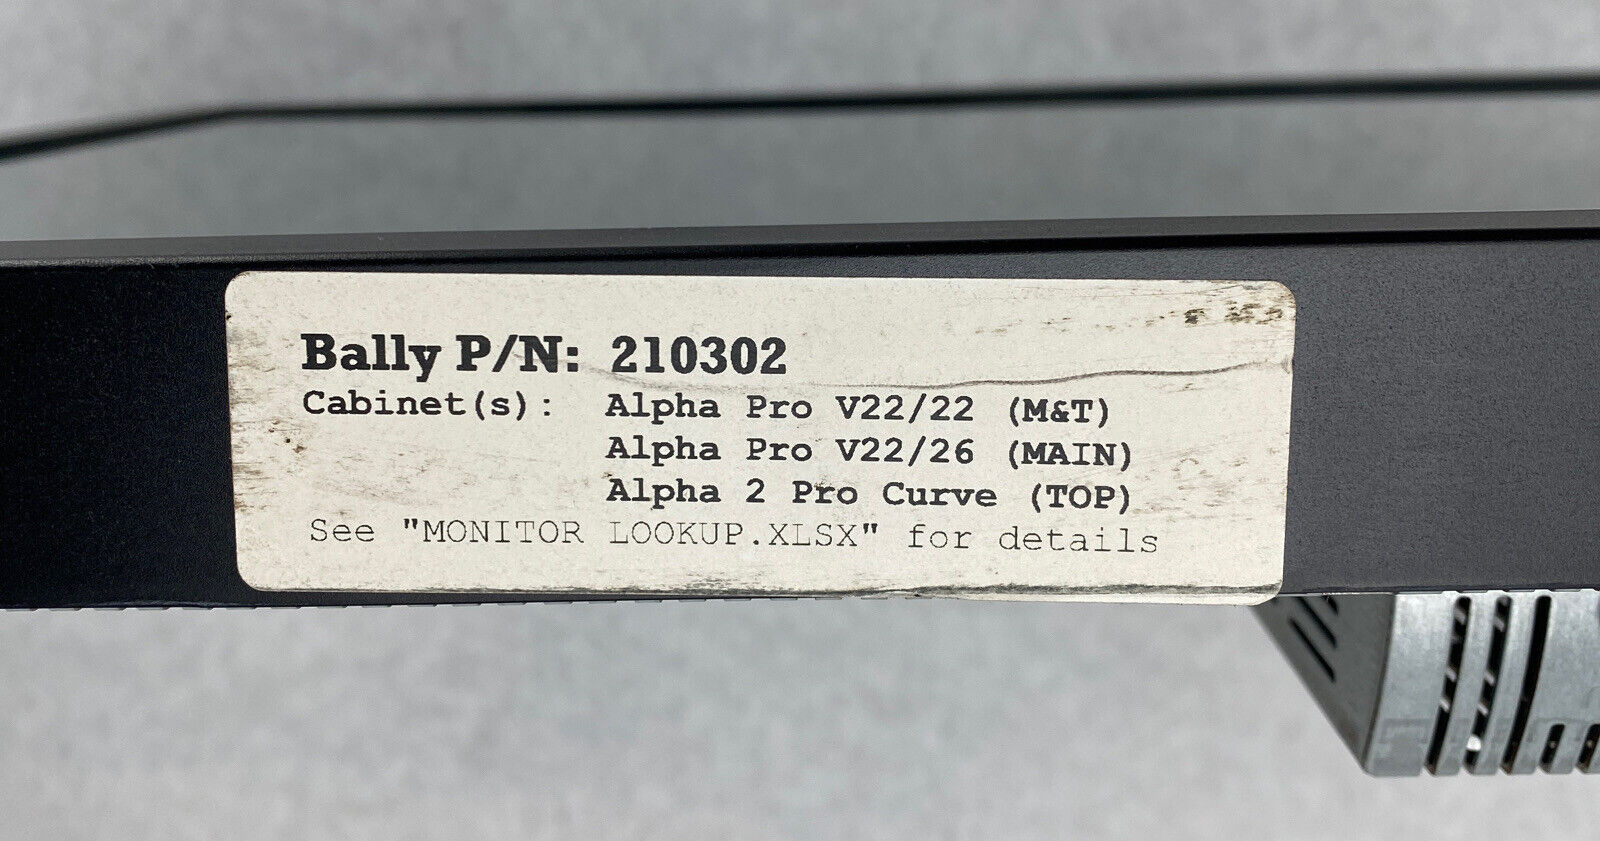 Bally P/N: 210302
Cabinet(s): Alpha Pro V22/22 (M&T)
Alpha Pro V22/26 (MAIN)
Alpha 2 Pro Curve (TOP)
See "MONITOR LOOKUP.XLSX" for details